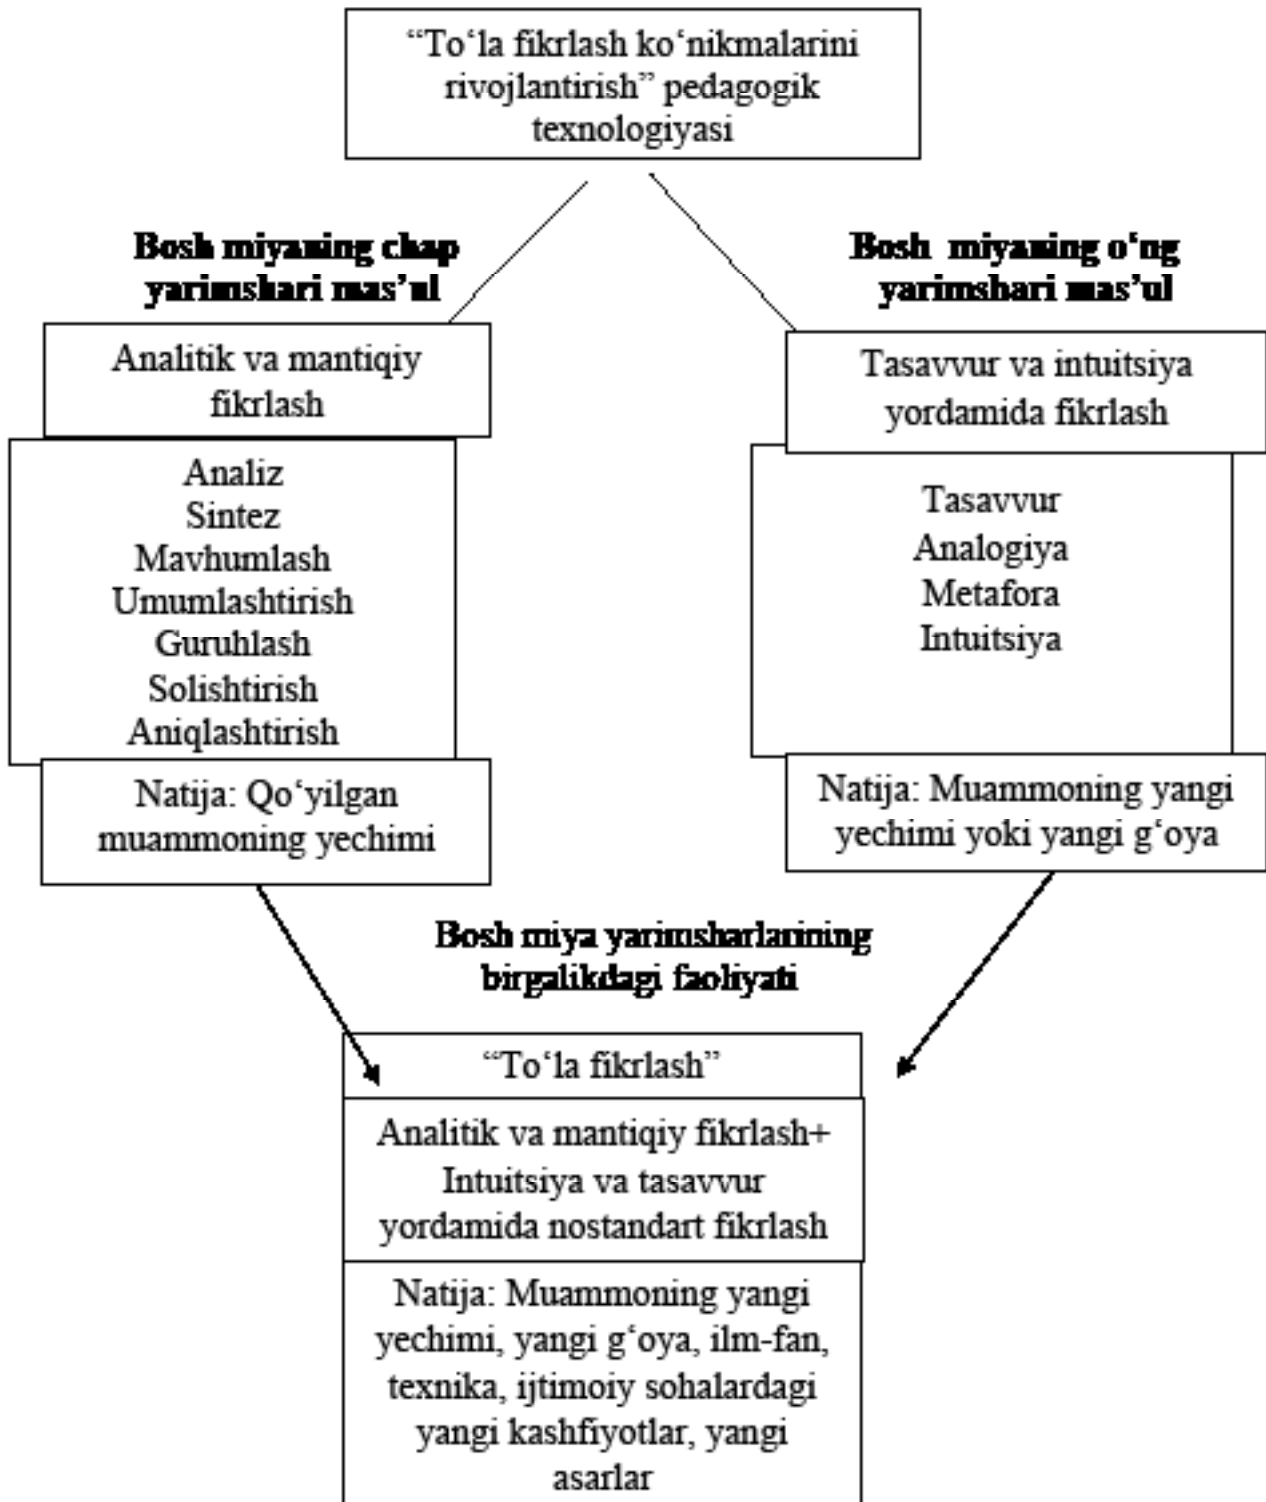 “To‘la fikrlash ko‘nikmalarini
rivojlantirish” pedagogik
texnologiyasi
Bosh miyaning chap
yarimshari mas’ul
Analitik va mantiqiy
fikrlash
Analiz
Sintez
Mavhumlash
Umumlashtirish
Guruhlash
Solishtirish
Aniqlashtirish
Natija: Qo‘yilgan
muammoning yechimi
Bosh miyaning o‘ng
yarimshari mas’ul
Tasavvur va intuitsiya
yordamida fikrlash
Tasavvur
Analogiya
Metafora
Intuitsiya
Natija: Muammoning yangi
yechimi yoki yangi g‘oya
Bosh miya yarimsharlarining
birgalikdagi faoliyati
“To‘la fikrlash”
Analitik va mantiqiy fikrlash+
Intuitsiya va tasavvur
yordamida nostandart fikrlash
Natija: Muammoning yangi
yechimi, yangi g‘oya, ilm-fan,
texnika, ijtimoiy sohalardagi
yangi kashfiyotlar, yangi
asarlar